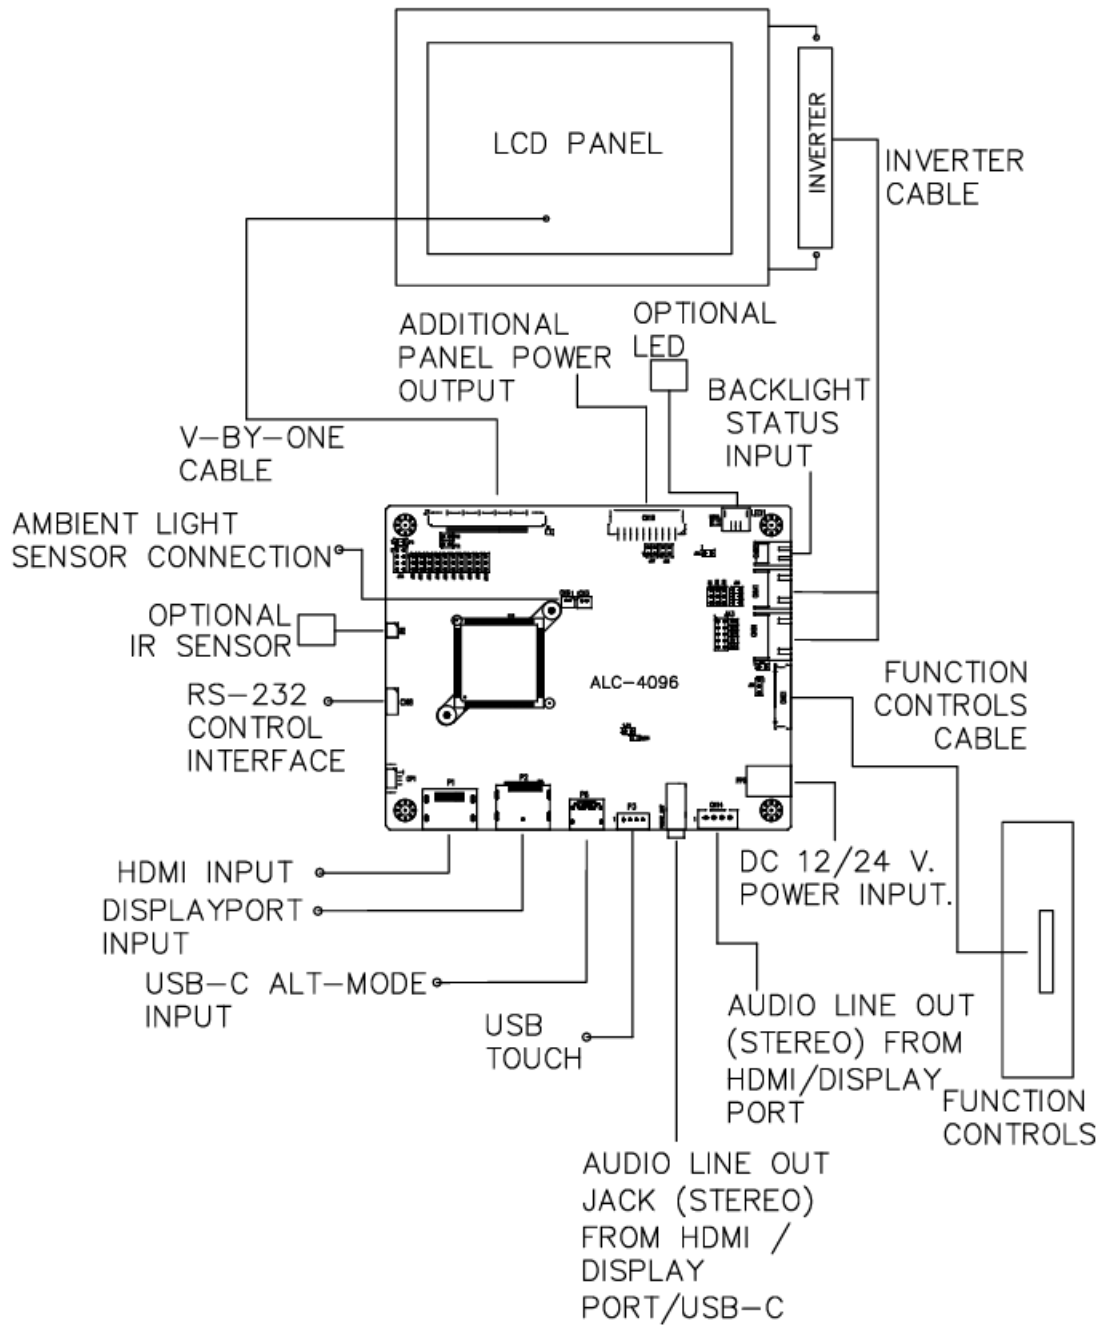 LCD PANEL
INVERTER
INVERTER
CABLE
ADDITIONAL
PANEL POWER
OUTPUT
OPTIONAL
LED
BACKLIGHT
STATUS
INPUT
V-BY-ONE
CABLE
AMBIENT LIGHT
SENSOR CONNECTION
OPTIONAL
IR SENSOR
RS-232
CONTROL
INTERFACE
ALC-4096
FUNCTION
CONTROLS
CABLE
P1
P2
P3
HDMI INPUT
DISPLAYPORT
INPUT
USB-C ALT-MODE
INPUT
USB
TOUCH
DC 12/24 V.
POWER INPUT.
AUDIO LINE OUT
(STEREO) FROM
HDMI/DISPLAY
PORT
FUNCTION
CONTROLS
AUDIO LINE OUT
JACK (STEREO)
FROM HDMI /
DISPLAY
PORT/USB-C